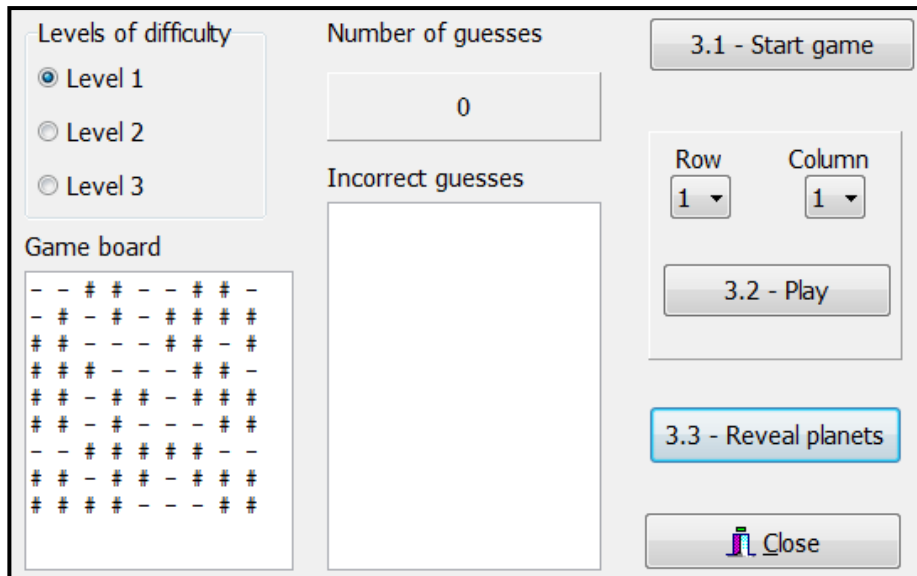 Levels of difficulty
Level 1
Level 2
Level 3
Number of guesses
0
3.1 - Start game
Row
Column
1
1
3.2 - Play
Incorrect guesses
Game board
- - # # - - # # -
- # - # - # # # #
# # - - - # # - #
# # # - - - # # -
# # - # # - # # #
# # - # - - - # #
- - # # # # # - -
# # - # # - # # #
# # # # - - - # #
3.3 - Reveal planets
Close